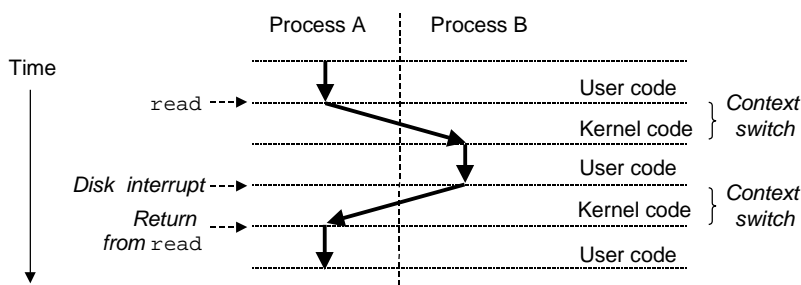 Process A Process B
Time
User code
read
Context
switch
Kernel code
User code
Disk interrupt
Context
switch
Kernel code
Return
from read
User code